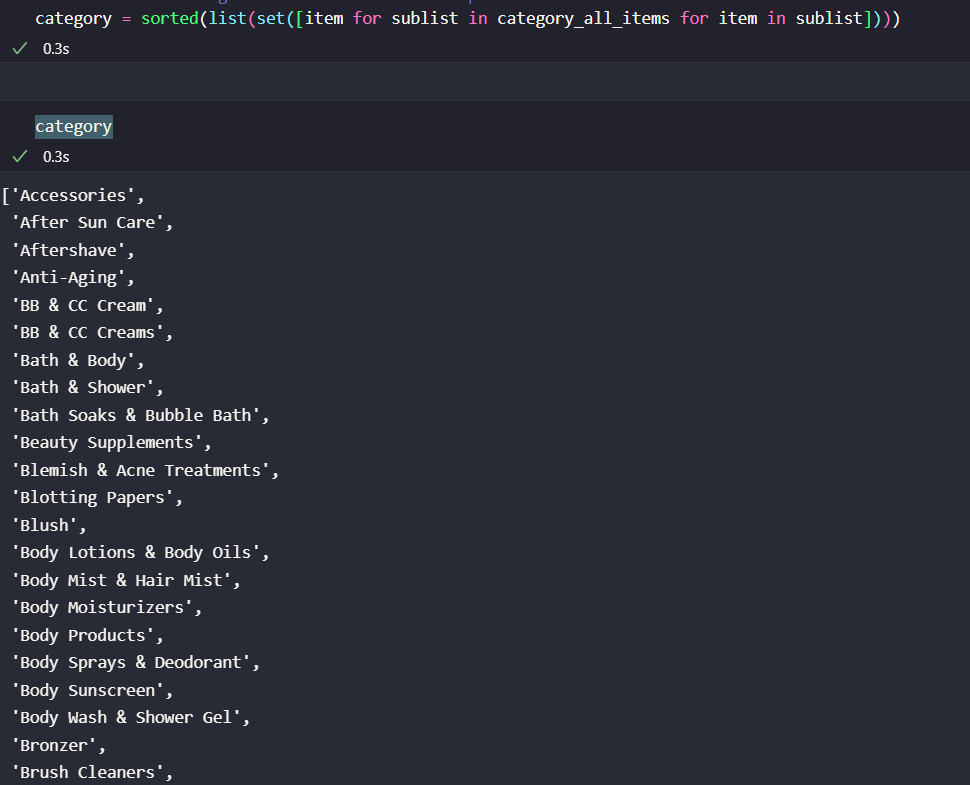 category = sorted(list(set([item for sublist in category_all_items for item in sublist])))
0.3s
category
0.3s
['Accessories',
'After Sun Care',
'Aftershave',
'Anti-Aging',
'BB & CC Cream',
'BB & CC Creams',
'Bath & Body',
'Bath & Shower',
'Bath Soaks & Bubble Bath',
'Beauty Supplements',
'Blemish & Acne Treatments',
'Blotting Papers',
'Blush',
'Body Lotions & Body Oils',
'Body Mist & Hair Mist',
'Body Moisturizers',
'Body Products',
'Body Sprays & Deodorant',
'Body Sunscreen',
'Body Wash & Shower Gel',
'Bronzer',
'Brush Cleaners',